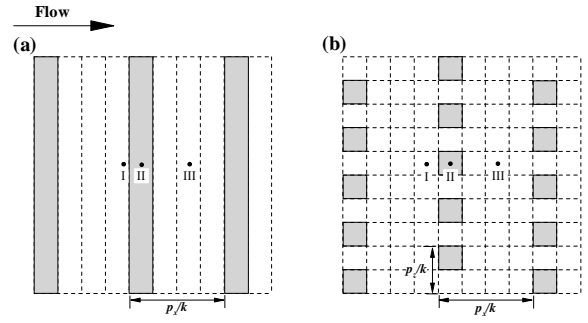 Flow
(a)
(b)
I II III
I II III
p_z/k
p_x/k
p_x/k